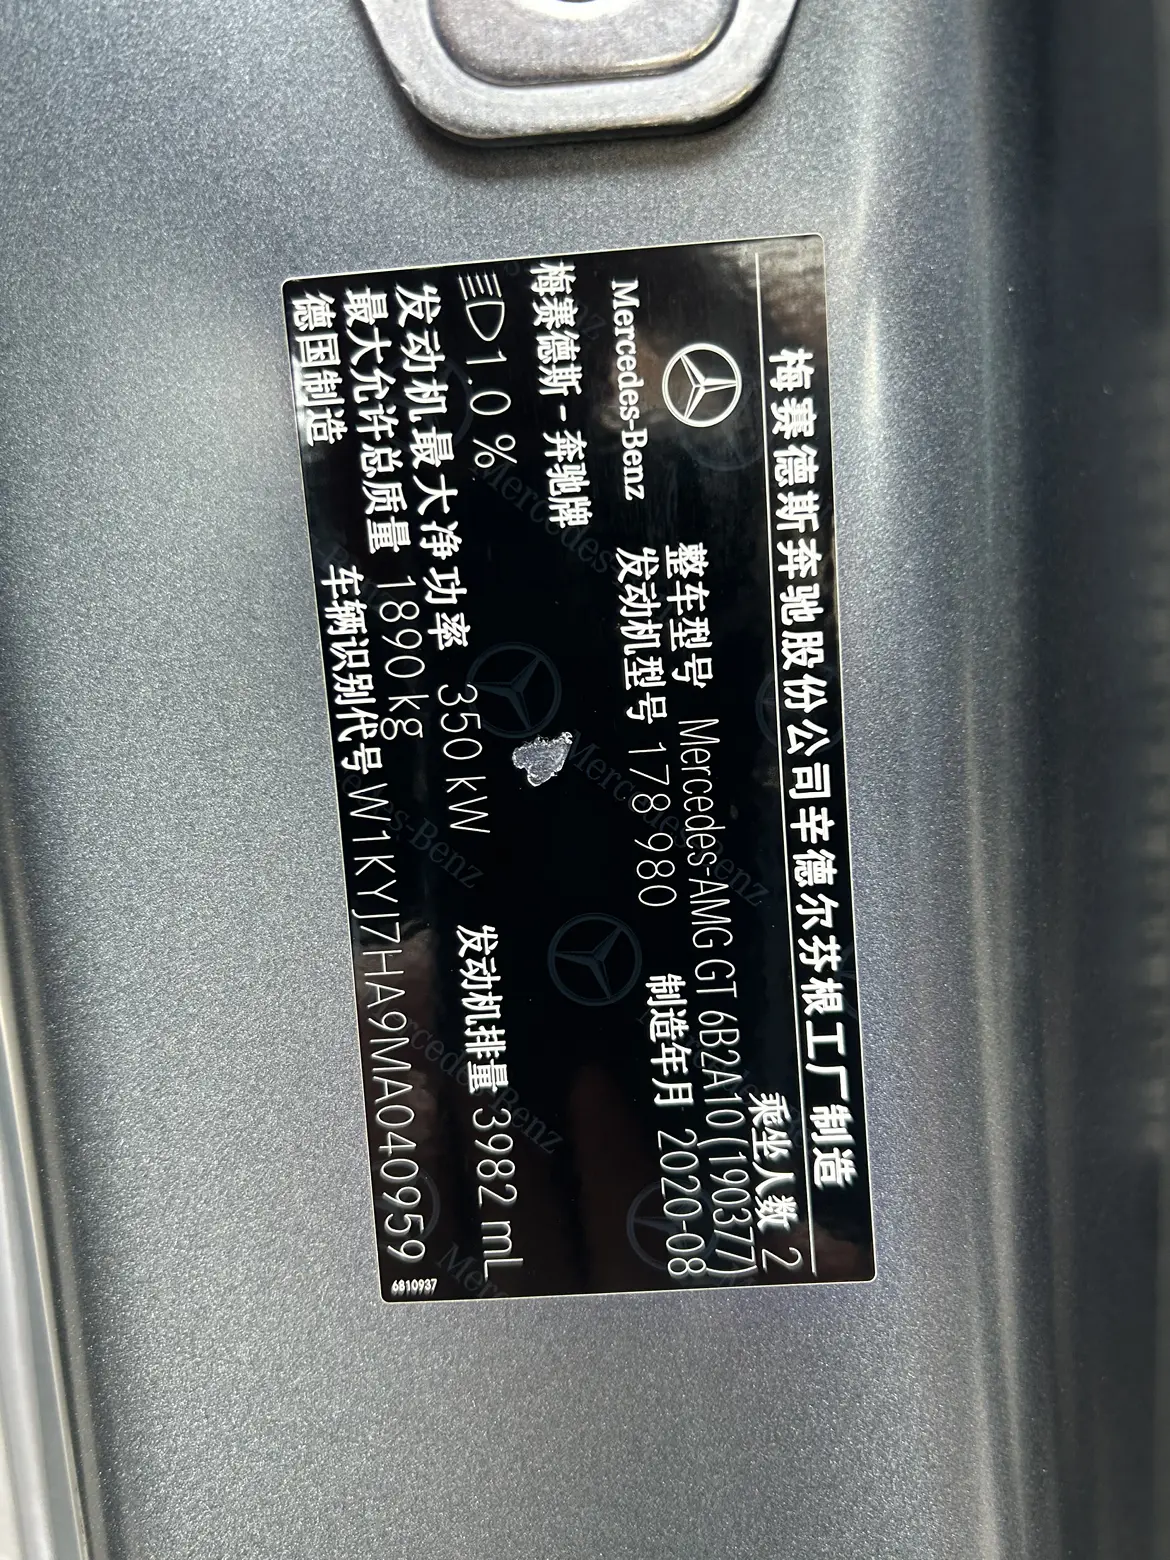 梅赛德斯奔驰股份公司辛德尔芬根工厂制造
乘坐人数 2
整车型号 Mercedes-AMG GT 6B2A10(190377)
Mercedes-Benz
发动机型号 178 980 制造年月 2020-08
梅赛德斯-奔驰牌
1.0 %
发动机最大净功率 350 kW 发动机排量 3982 mL
最大允许总质量 1890 kg
德国制造 车辆识别代号 W1KYJ7HA9MA040959
6810937